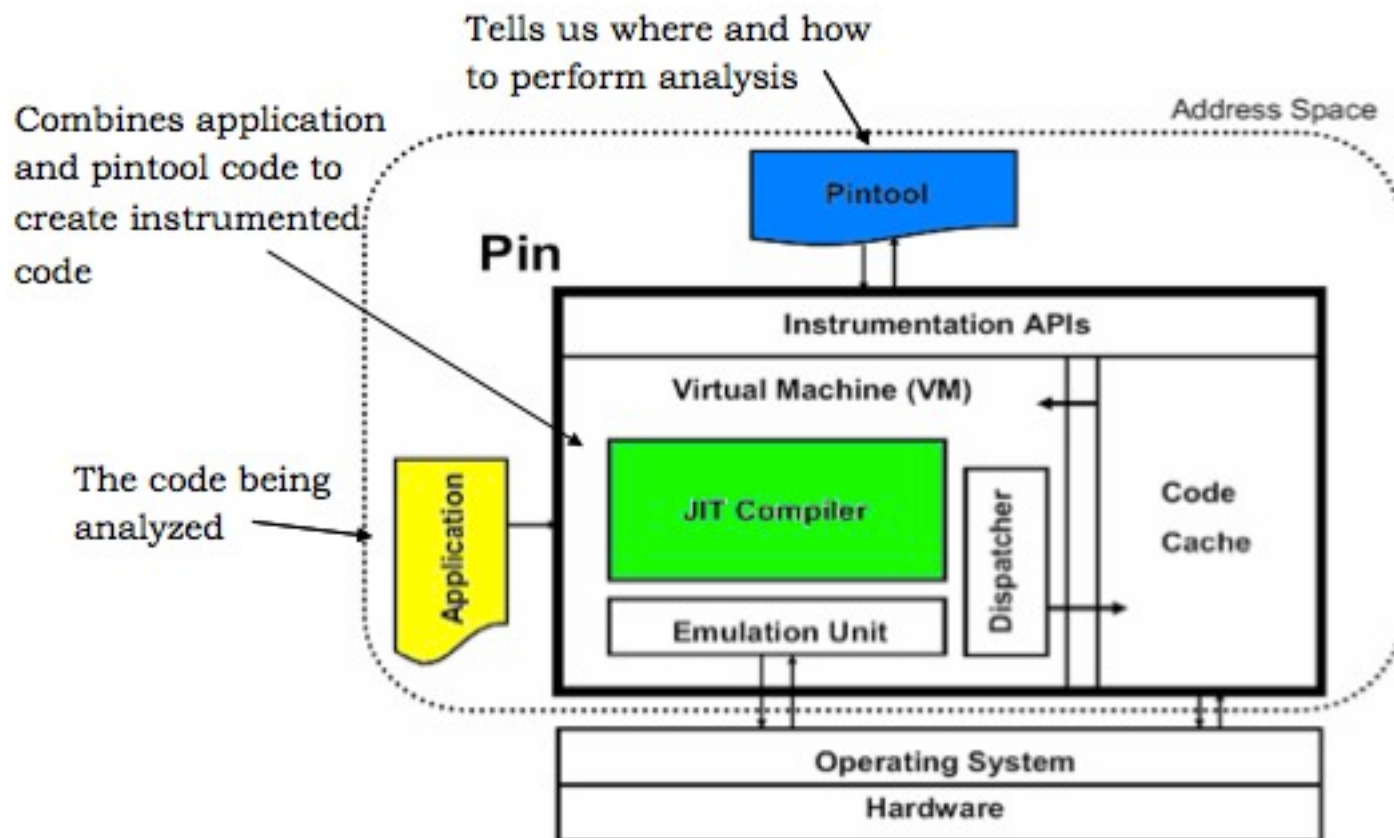 Tells us where and how
to perform analysis
Address Space
Combines application
and pintool code to
create instrumented
code
Pintool
Pin
Instrumentation APIs
Virtual Machine (VM)
The code being
analyzed
Application
JIT Compiler
Emulation Unit
Dispatcher
Code
Cache
Operating System
Hardware